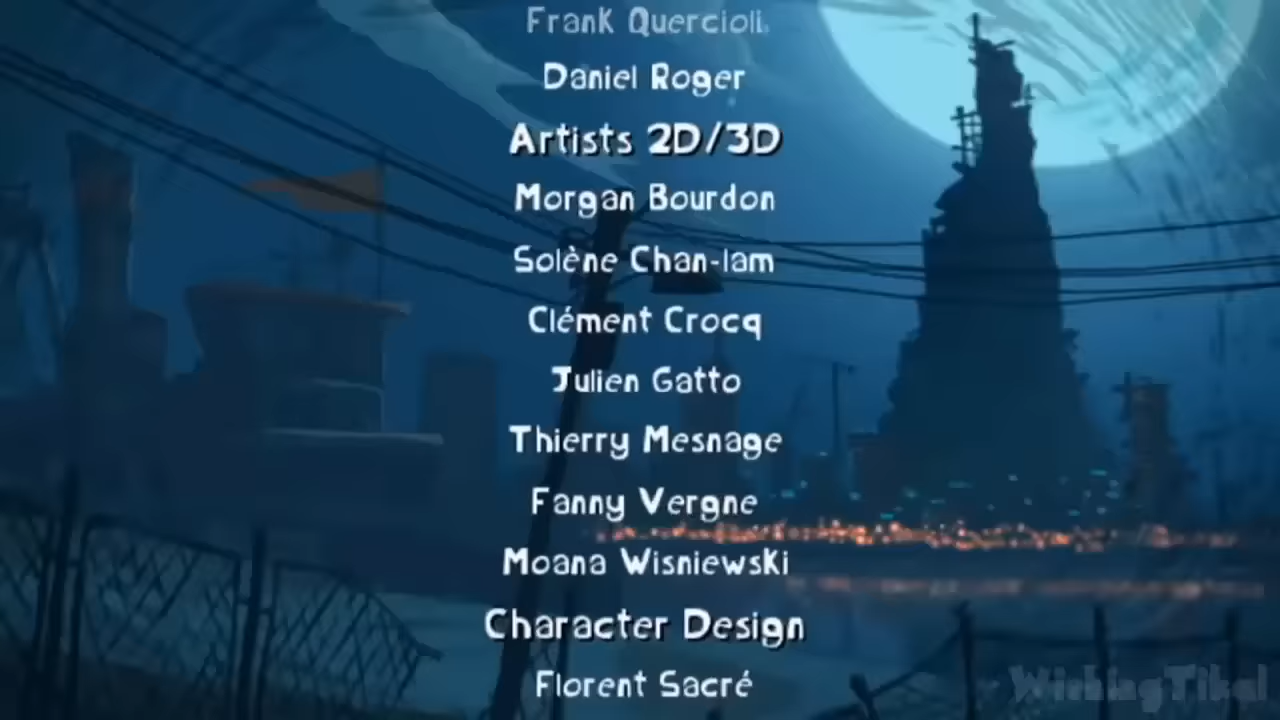 Frank Quercioli
Daniel Roger
Artists 2D/3D
Morgan Bourdon
Solène Chan-lam
Clément Crocq
Julien Gatto
Thierry Mesnage
Fanny Vergne
Moana Wisniewski
Character Design
Florent Sacré
WishingTikal